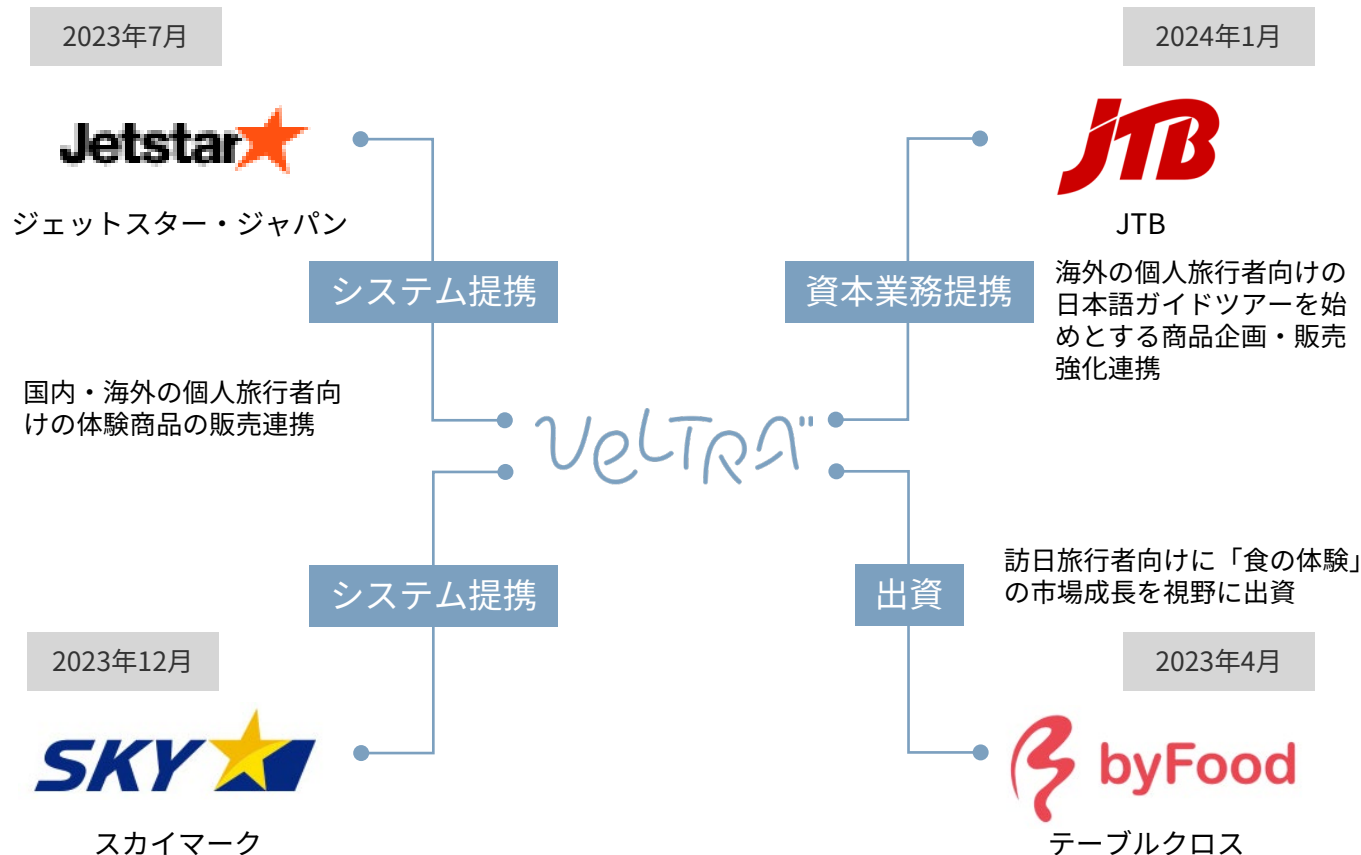 2023年7月
Jetstar
ジェットスター・ジャパン
システム提携
国内・海外の個人旅行者向
けの体験商品の販売連携
2024年1月
JTB
JTB
資本業務提携
海外の個人旅行者向けの
日本語ガイドツアーを始
めとする商品企画・販売
強化連携
VELTRA
システム提携
2023年12月
SKY
スカイマーク
出資
訪日旅行者向けに「食の体験」
の市場成長を視野に出資
2023年4月
byFood
テーブルクロス